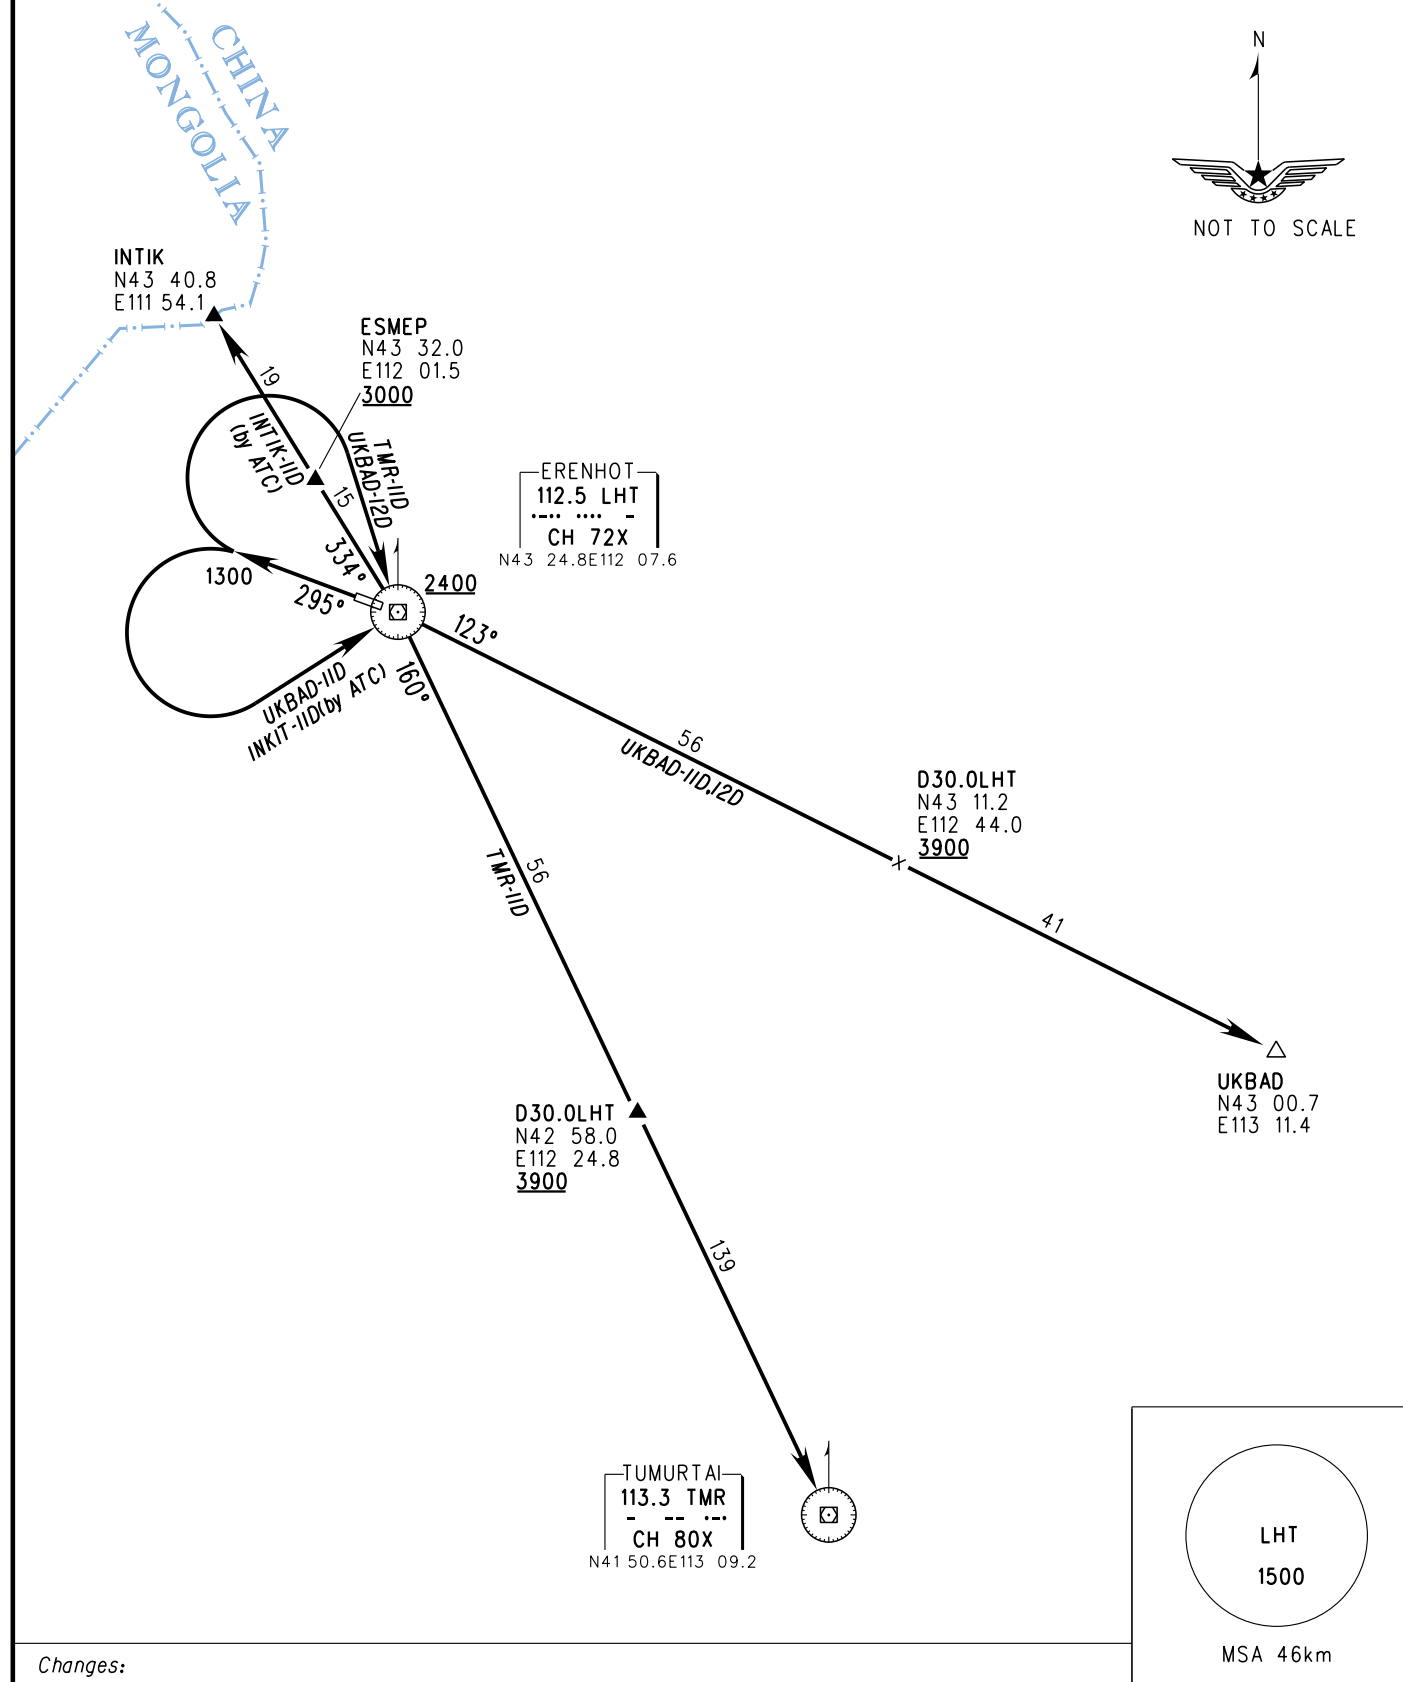 CHINA
MONGOLIA
N
NOT TO SCALE
INTIK
N43 40.8
E111 54.1
ESMEP
N43 32.0
E112 01.5
3000
19
INTIK-11D
(by ATC)
15
334°
TMR-11D
UKBAD-12D
ERENHOT
112.5 LHT
CH 72X
N43 24.8E112 07.6
1300
295°
2400
123°
160°
UKBAD-11D
INKIT-11D(by ATC)
56
UKBAD-11D,12D
D30.0LHT
N43 11.2
E112 44.0
3900
41
56
TMR-11D
UKBAD
N43 00.7
E113 11.4
D30.0LHT
N42 58.0
E112 24.8
3900
139
TUMURTAI
113.3 TMR
CH 80X
N41 50.6E113 09.2
LHT
1500
MSA 46km
Changes: